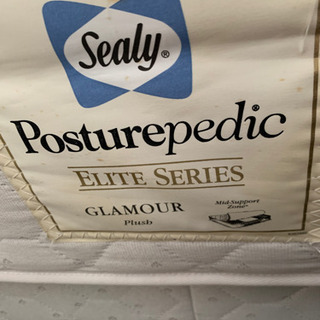 Sealy®
Posturepedic
ELITE SERIES
GLAMOUR
Plush
Mid-Support
Zone